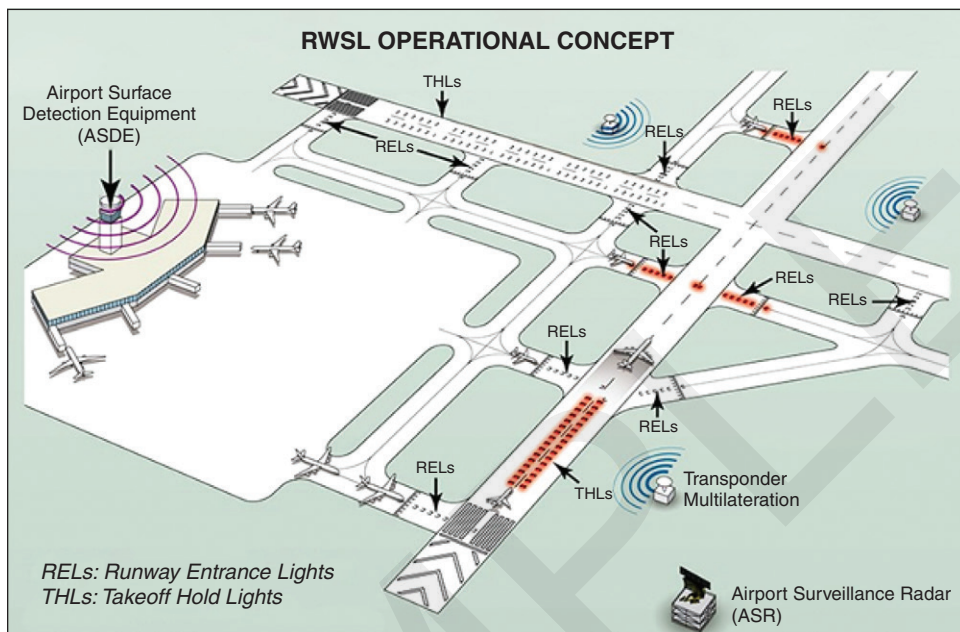 RWSL OPERATIONAL CONCEPT
Airport Surface
Detection Equipment
(ASDE)
THLs
RELs
RELs
RELs
RELs
RELs
RELs
RELs
RELs
RELs
THLs
Transponder
Multilateration
RELs: Runway Entrance Lights
THLs: Takeoff Hold Lights
Airport Surveillance Radar
(ASR)